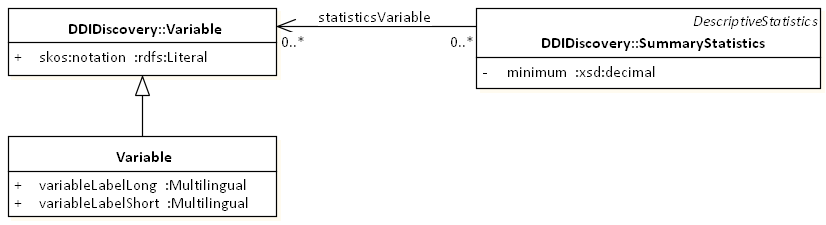 DDIDiscovery::Variable
+ skos:notation :rdfs:Literal
statisticsVariable
0..*
0..*
DescriptiveStatistics
DDIDiscovery::SummaryStatistics
- minimum :xsd:decimal
Variable
+ variableLabelLong :Multilingual
+ variableLabelShort :Multilingual